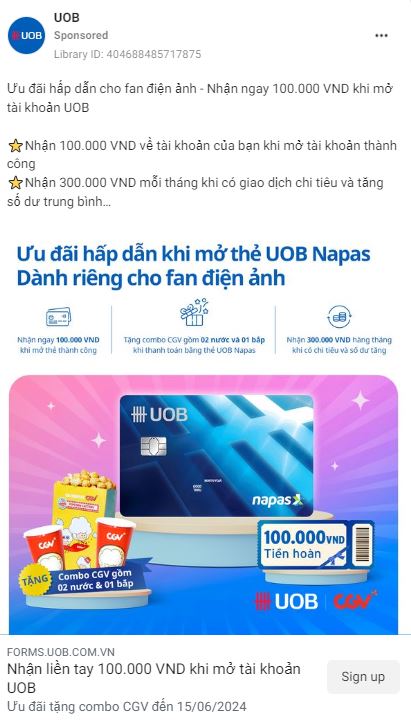 UOB
Sponsored
Library ID: 404688485717875
Ưu đãi hấp dẫn cho fan điện ảnh - Nhận ngay 100.000 VND khi mở
tài khoản UOB
⭐Nhận 100.000 VND về tài khoản của bạn khi mở tài khoản thành
công
⭐Nhận 300.000 VND mỗi tháng khi có giao dịch chi tiêu và tăng
số dư trung bình...
Ưu đãi hấp dẫn khi mở thẻ UOB Napas
Dành riêng cho fan điện ảnh
Nhận ngay 100.000 VND
khi mở thẻ thành công
Tặng combo CGV gồm 02 nước và 01 bắp
khi thanh toán bằng thẻ UOB Napas
Nhận 300.000 VND hàng tháng
khi có chi tiêu và số dư tăng
UOB
napas
CGV
CGV
CGV
TẶNG
Combo CGV gồm
02 nước & 01 bắp
100.000VND
Tiền hoàn
UOB | CGV
FORMS.UOB.COM.VN
Nhận liền tay 100.000 VND khi mở tài khoản
UOB
Ưu đãi tặng combo CGV đến 15/06/2024
Sign up